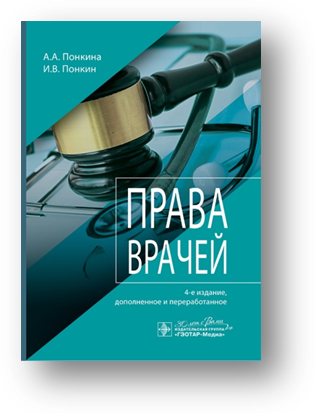 А.А. Понкина
И.В. Понкин
ПРАВА
ВРАЧЕЙ
4-е издание,
дополненное и переработанное
ИЗДАТЕЛЬСКАЯ ГРУППА
«ГЭОТАР-Медиа»